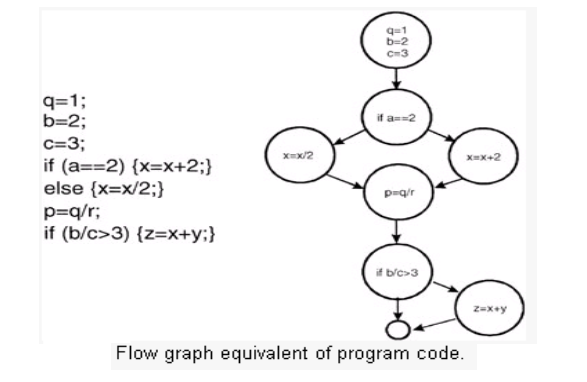 q=1;
b=2;
c=3;
if (a==2) {x=x+2;}
else {x=x/2;}
p=q/r;
if (b/c>3) {z=x+y;}
q=1
b=2
c=3
if a==2
x=x/2
x=x+2
p=q/r
if b/c>3
z=x+y
Flow graph equivalent of program code.